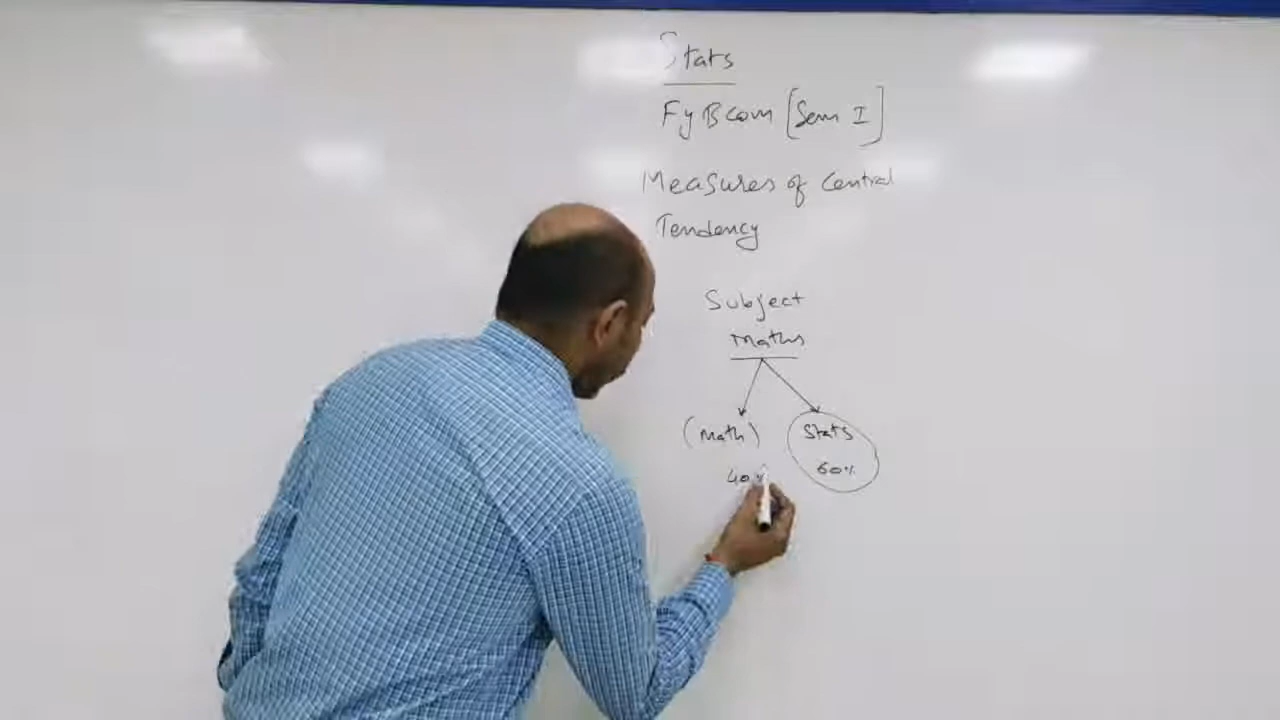 Stats
FyBcom [Sem I]
Measures of Central
Tendency
Subject
Maths
(Math) Stats
40% 60%